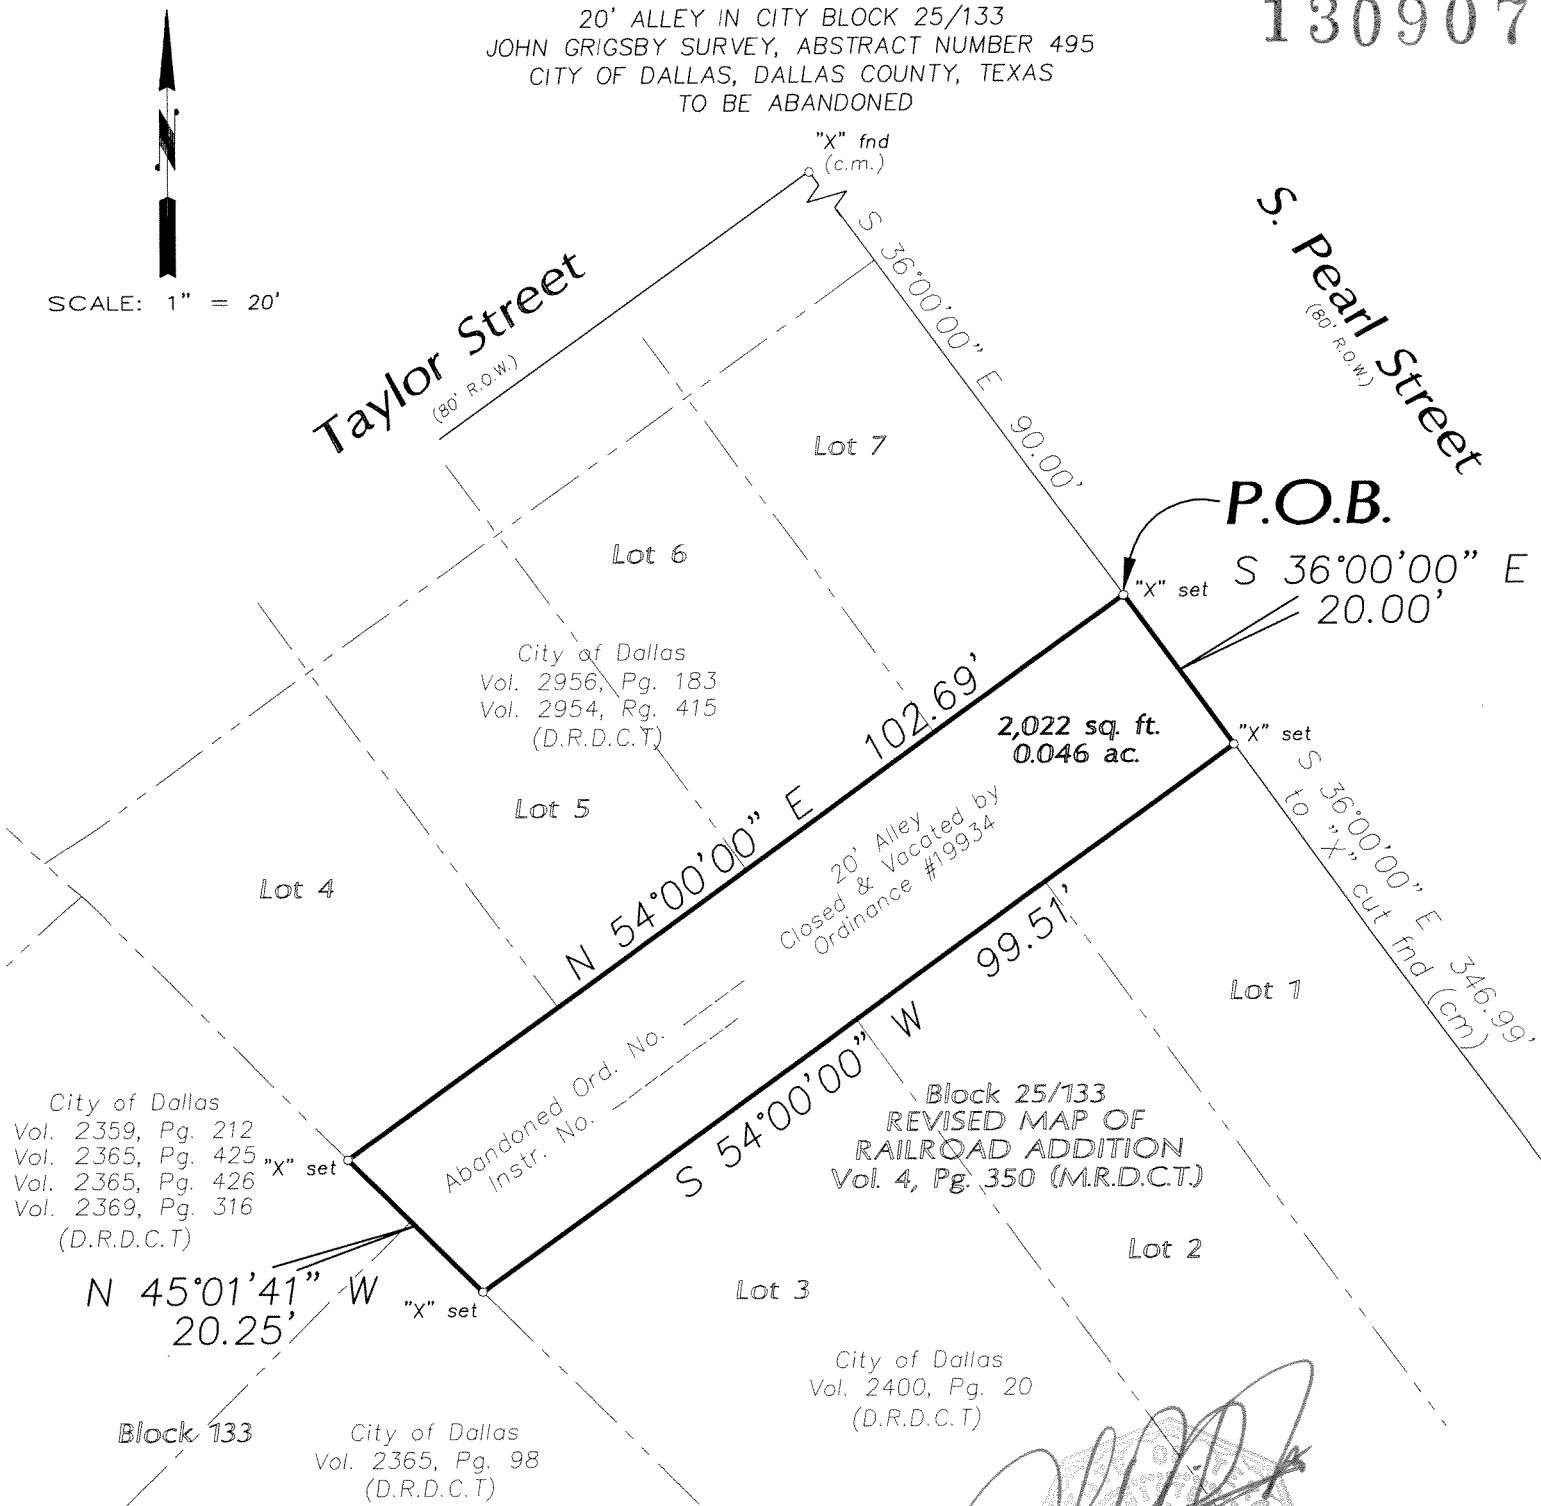 130907
20' ALLEY IN CITY BLOCK 25/133
JOHN GRIGSBY SURVEY, ABSTRACT NUMBER 495
CITY OF DALLAS, DALLAS COUNTY, TEXAS
TO BE ABANDONED
"X" fnd
(c.m.)
N
SCALE: 1" = 20'
Taylor Street
(80' R.O.W.)
S 36°00'00" E 90.00'
S. Pearl Street
(80' R.O.W.)
Lot 7
P.O.B.
S 36°00'00" E
20.00'
"X" set
Lot 6
City of Dallas
Vol. 2956, Pg. 183
Vol. 2954, Rg. 415
(D.R.D.C.T)
N 54°00'00" E 102.69'
2,022 sq. ft.
0.046 ac.
"X" set
S 36°00'00" E 346.99'
to "X" cut fnd (cm)
Lot 5
20' Alley
Closed & Vacated by
Ordinance #19934
Lot 4
S 54°00'00" W 99.51'
Lot 1
Abandoned Ord. No.
Instr. No.
City of Dallas
Vol. 2359, Pg. 212
Vol. 2365, Pg. 425
Vol. 2365, Pg. 426
Vol. 2369, Pg. 316
(D.R.D.C.T)
"X" set
Block 25/133
REVISED MAP OF
RAILROAD ADDITION
Vol. 4, Pg. 350 (M.R.D.C.T.)
Lot 2
N 45°01'41" W
20.25'
"X" set
Lot 3
City of Dallas
Vol. 2400, Pg. 20
(D.R.D.C.T)
Block 133
City of Dallas
Vol. 2365, Pg. 98
(D.R.D.C.T)